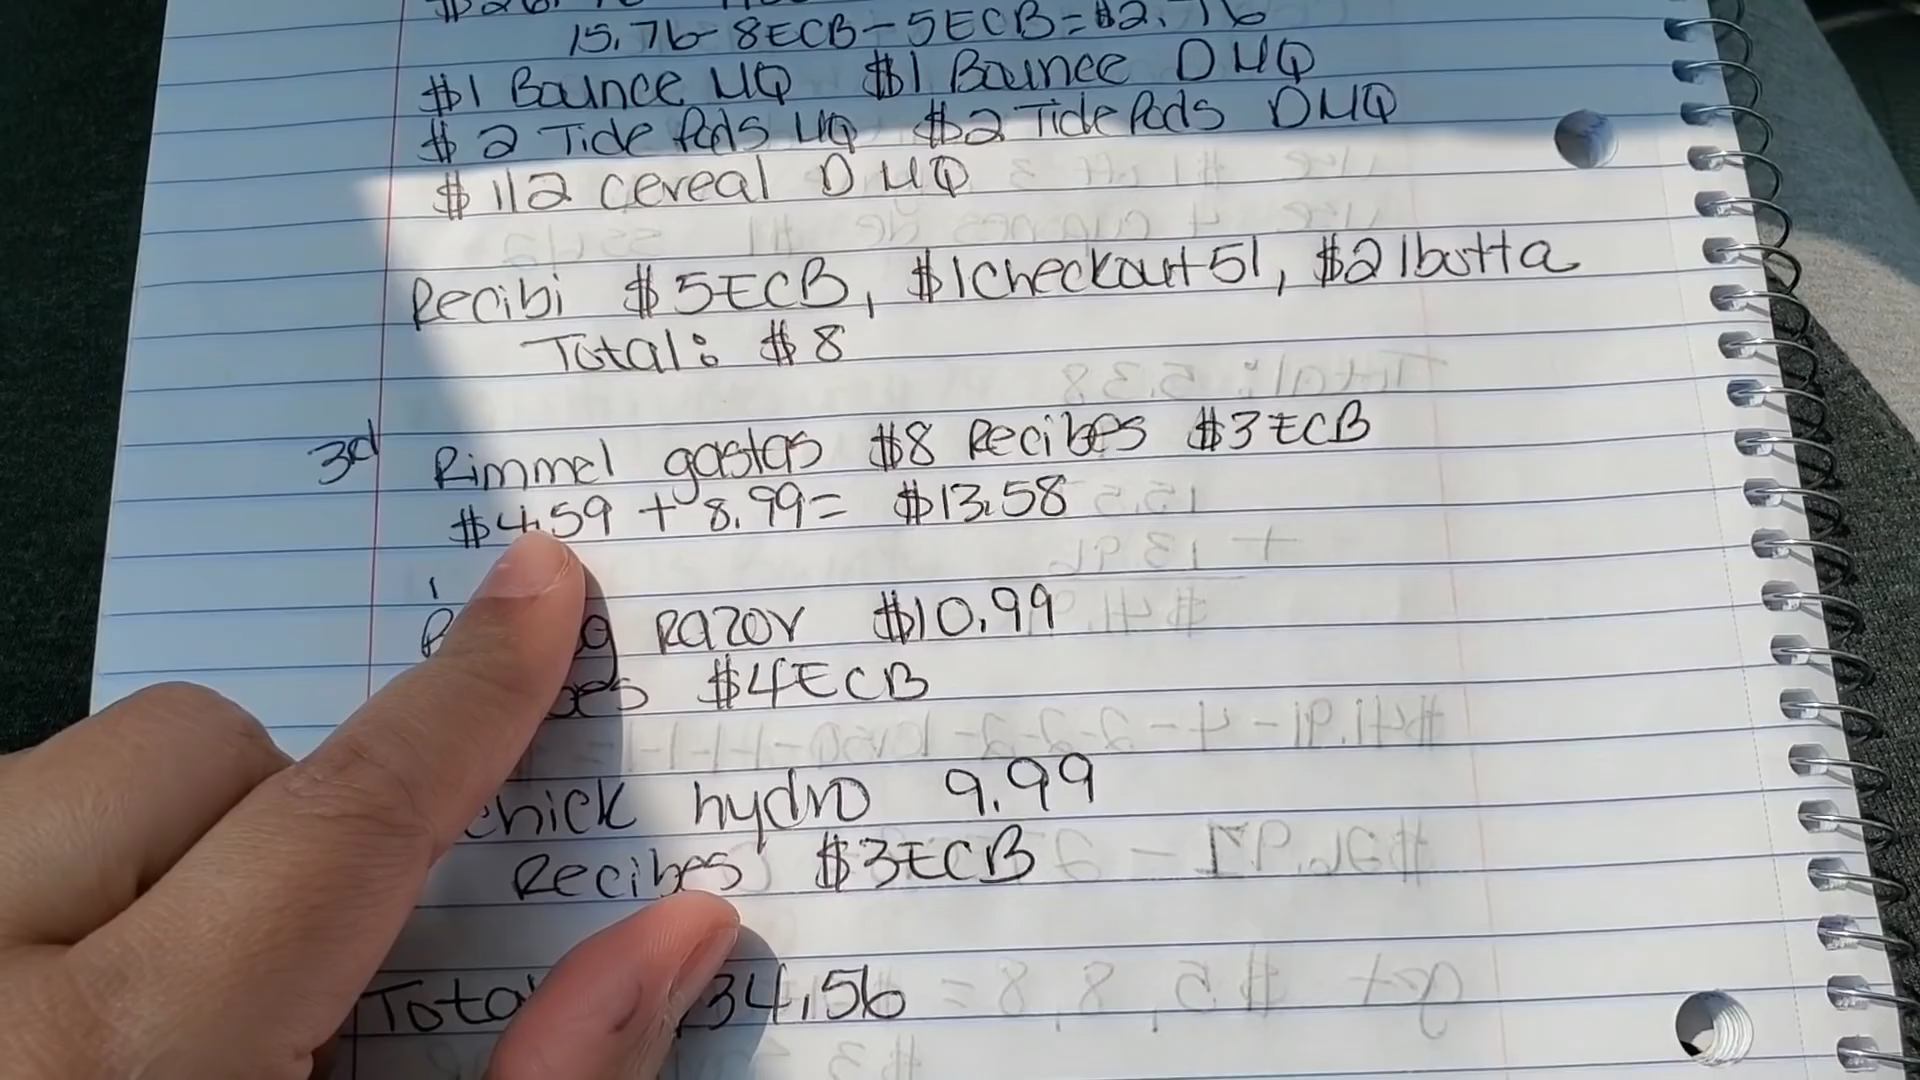 15.76-8ECB-5ECB=$2.76
$1 Bounce MQ $1 Bounce DMQ
$2 Tide Pods MQ $2 Tide Pods DMQ
$1/2 cereal DMQ
Recibi $5ECB, $1checkout51, $2 Ibotta
Total: $8
3d Rimmel gastas $8 Recibes $3ECB
$4.59 + 8.99= $13.58
Razor $10.99
$4ECB
hydro 9.99
Recibes $3ECB
34.56